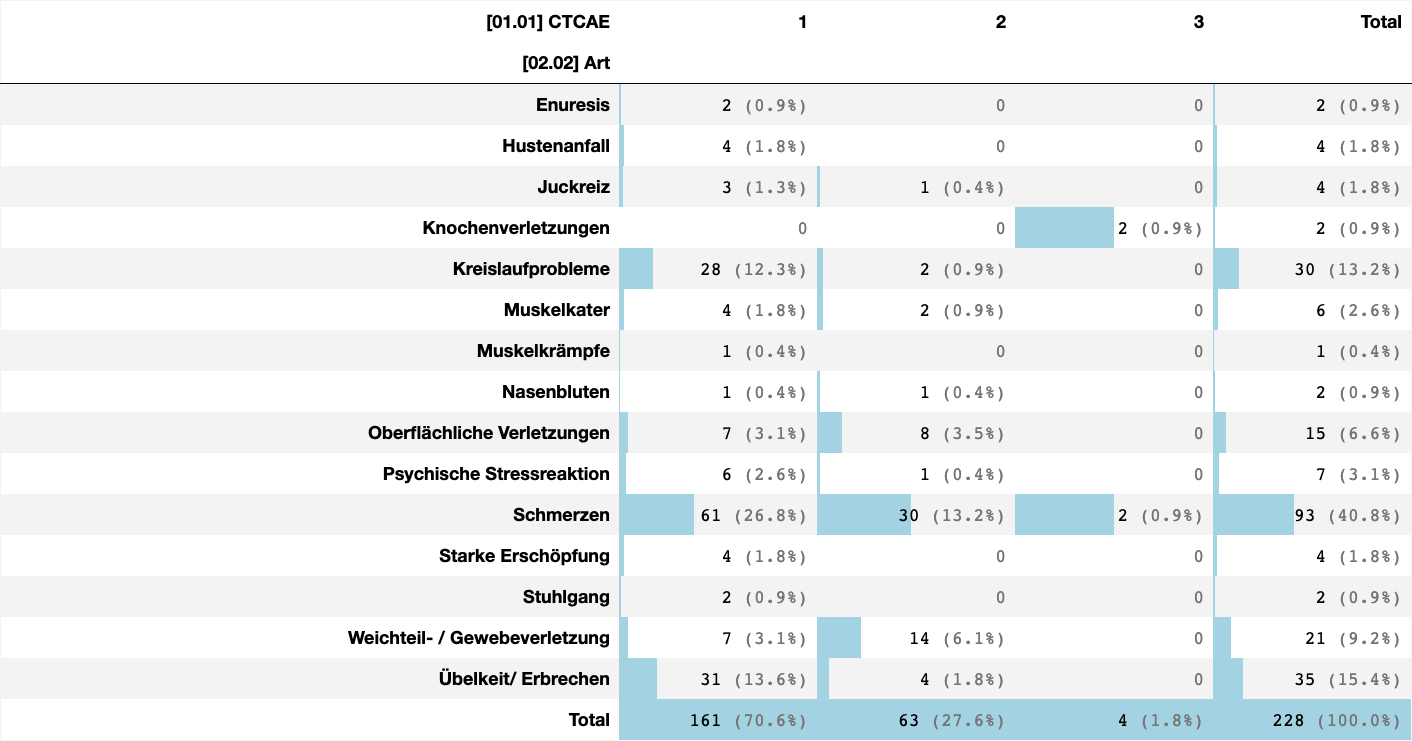 [01.01] CTCAE 1 2 3 Total
[02.02] Art
Enuresis 2 (0.9%) 0 0 2 (0.9%)
Hustenanfall 4 (1.8%) 0 0 4 (1.8%)
Juckreiz 3 (1.3%) 1 (0.4%) 0 4 (1.8%)
Knochenverletzungen 0 0 2 (0.9%) 2 (0.9%)
Kreislaufprobleme 28 (12.3%) 2 (0.9%) 0 30 (13.2%)
Muskelkater 4 (1.8%) 2 (0.9%) 0 6 (2.6%)
Muskelkrämpfe 1 (0.4%) 0 0 1 (0.4%)
Nasenbluten 1 (0.4%) 1 (0.4%) 0 2 (0.9%)
Oberflächliche Verletzungen 7 (3.1%) 8 (3.5%) 0 15 (6.6%)
Psychische Stressreaktion 6 (2.6%) 1 (0.4%) 0 7 (3.1%)
Schmerzen 61 (26.8%) 30 (13.2%) 2 (0.9%) 93 (40.8%)
Starke Erschöpfung 4 (1.8%) 0 0 4 (1.8%)
Stuhlgang 2 (0.9%) 0 0 2 (0.9%)
Weichteil- / Gewebeverletzung 7 (3.1%) 14 (6.1%) 0 21 (9.2%)
Übelkeit/ Erbrechen 31 (13.6%) 4 (1.8%) 0 35 (15.4%)
Total 161 (70.6%) 63 (27.6%) 4 (1.8%) 228 (100.0%)